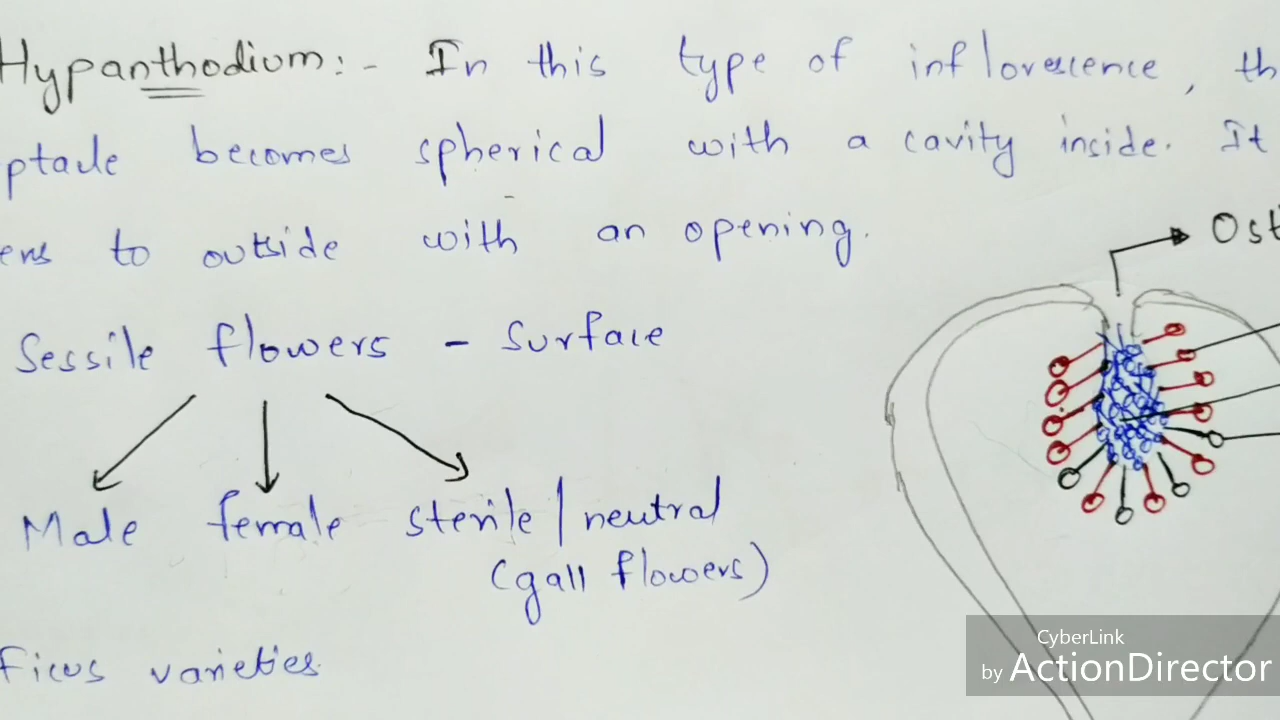 Hypanthodium:- In this type of inflorescence, th
ptacle becomes spherical with a cavity inside. It
ens to outside with an opening.
Ost
Sessile flowers - Surface
Male female sterile/neutral
(gall flowers)
Ficus varieties
CyberLink
by ActionDirector